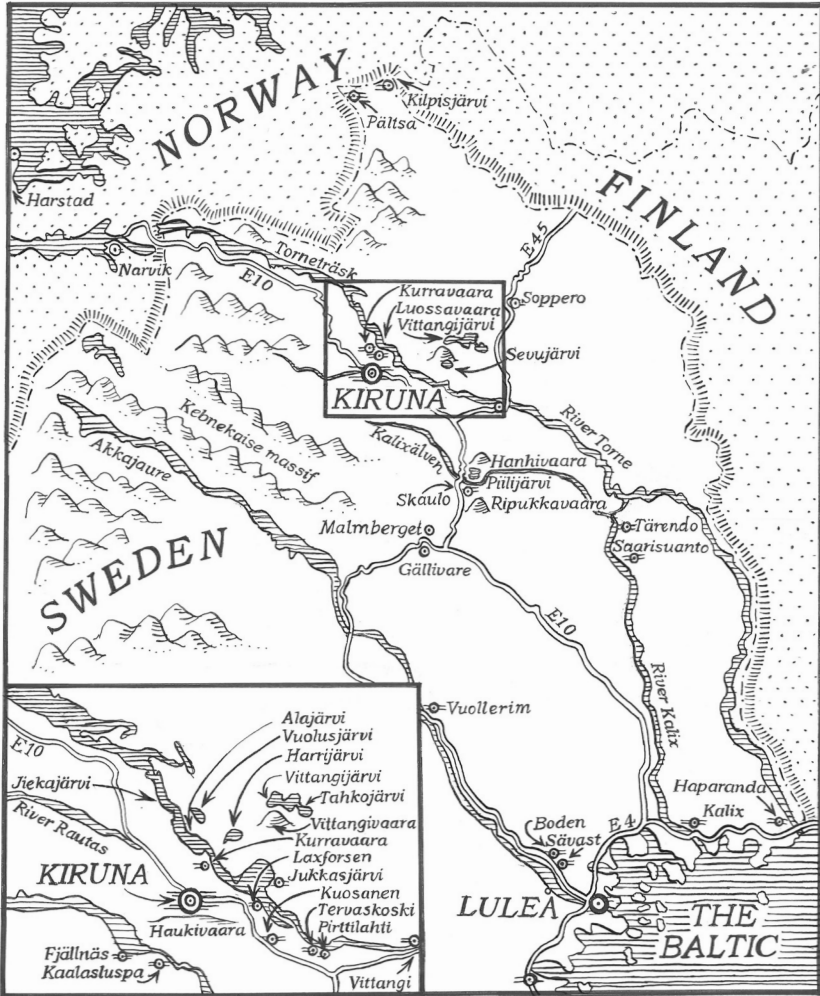 NORWAY
Kilpisjärvi
Pältsa
FINLAND
Harstad
Narvik
Torneträsk
E10
E45
Kurravaara
Luossavaara
Vittangijärvi
Soppero
Sevujärvi
KIRUNA
River Torne
Kebnekaise massif
Akkajaure
Kalixälven
Hanhivaara
Piilijärvi
Skaulo
Ripukkavaara
Malmberget
Tärendö
Saarisuanto
Gällivare
SWEDEN
E10
River Kalix
Vuollerim
Haparanda
Kalix
E4
Boden
Sävast
LULEÅ
THE
BALTIC
Alajärvi
Vuolusjärvi
Harrijärvi
E10
Vittangijärvi
Jiekajärvi
Tahkojärvi
River Rautas
Vittangivaara
Kurravaara
Laxforsen
KIRUNA
Jukkasjärvi
Kuosanen
Tervaskoski
Haukivaara
Pirttilahti
Fjällnäs
Kaalasluspa
Vittangi